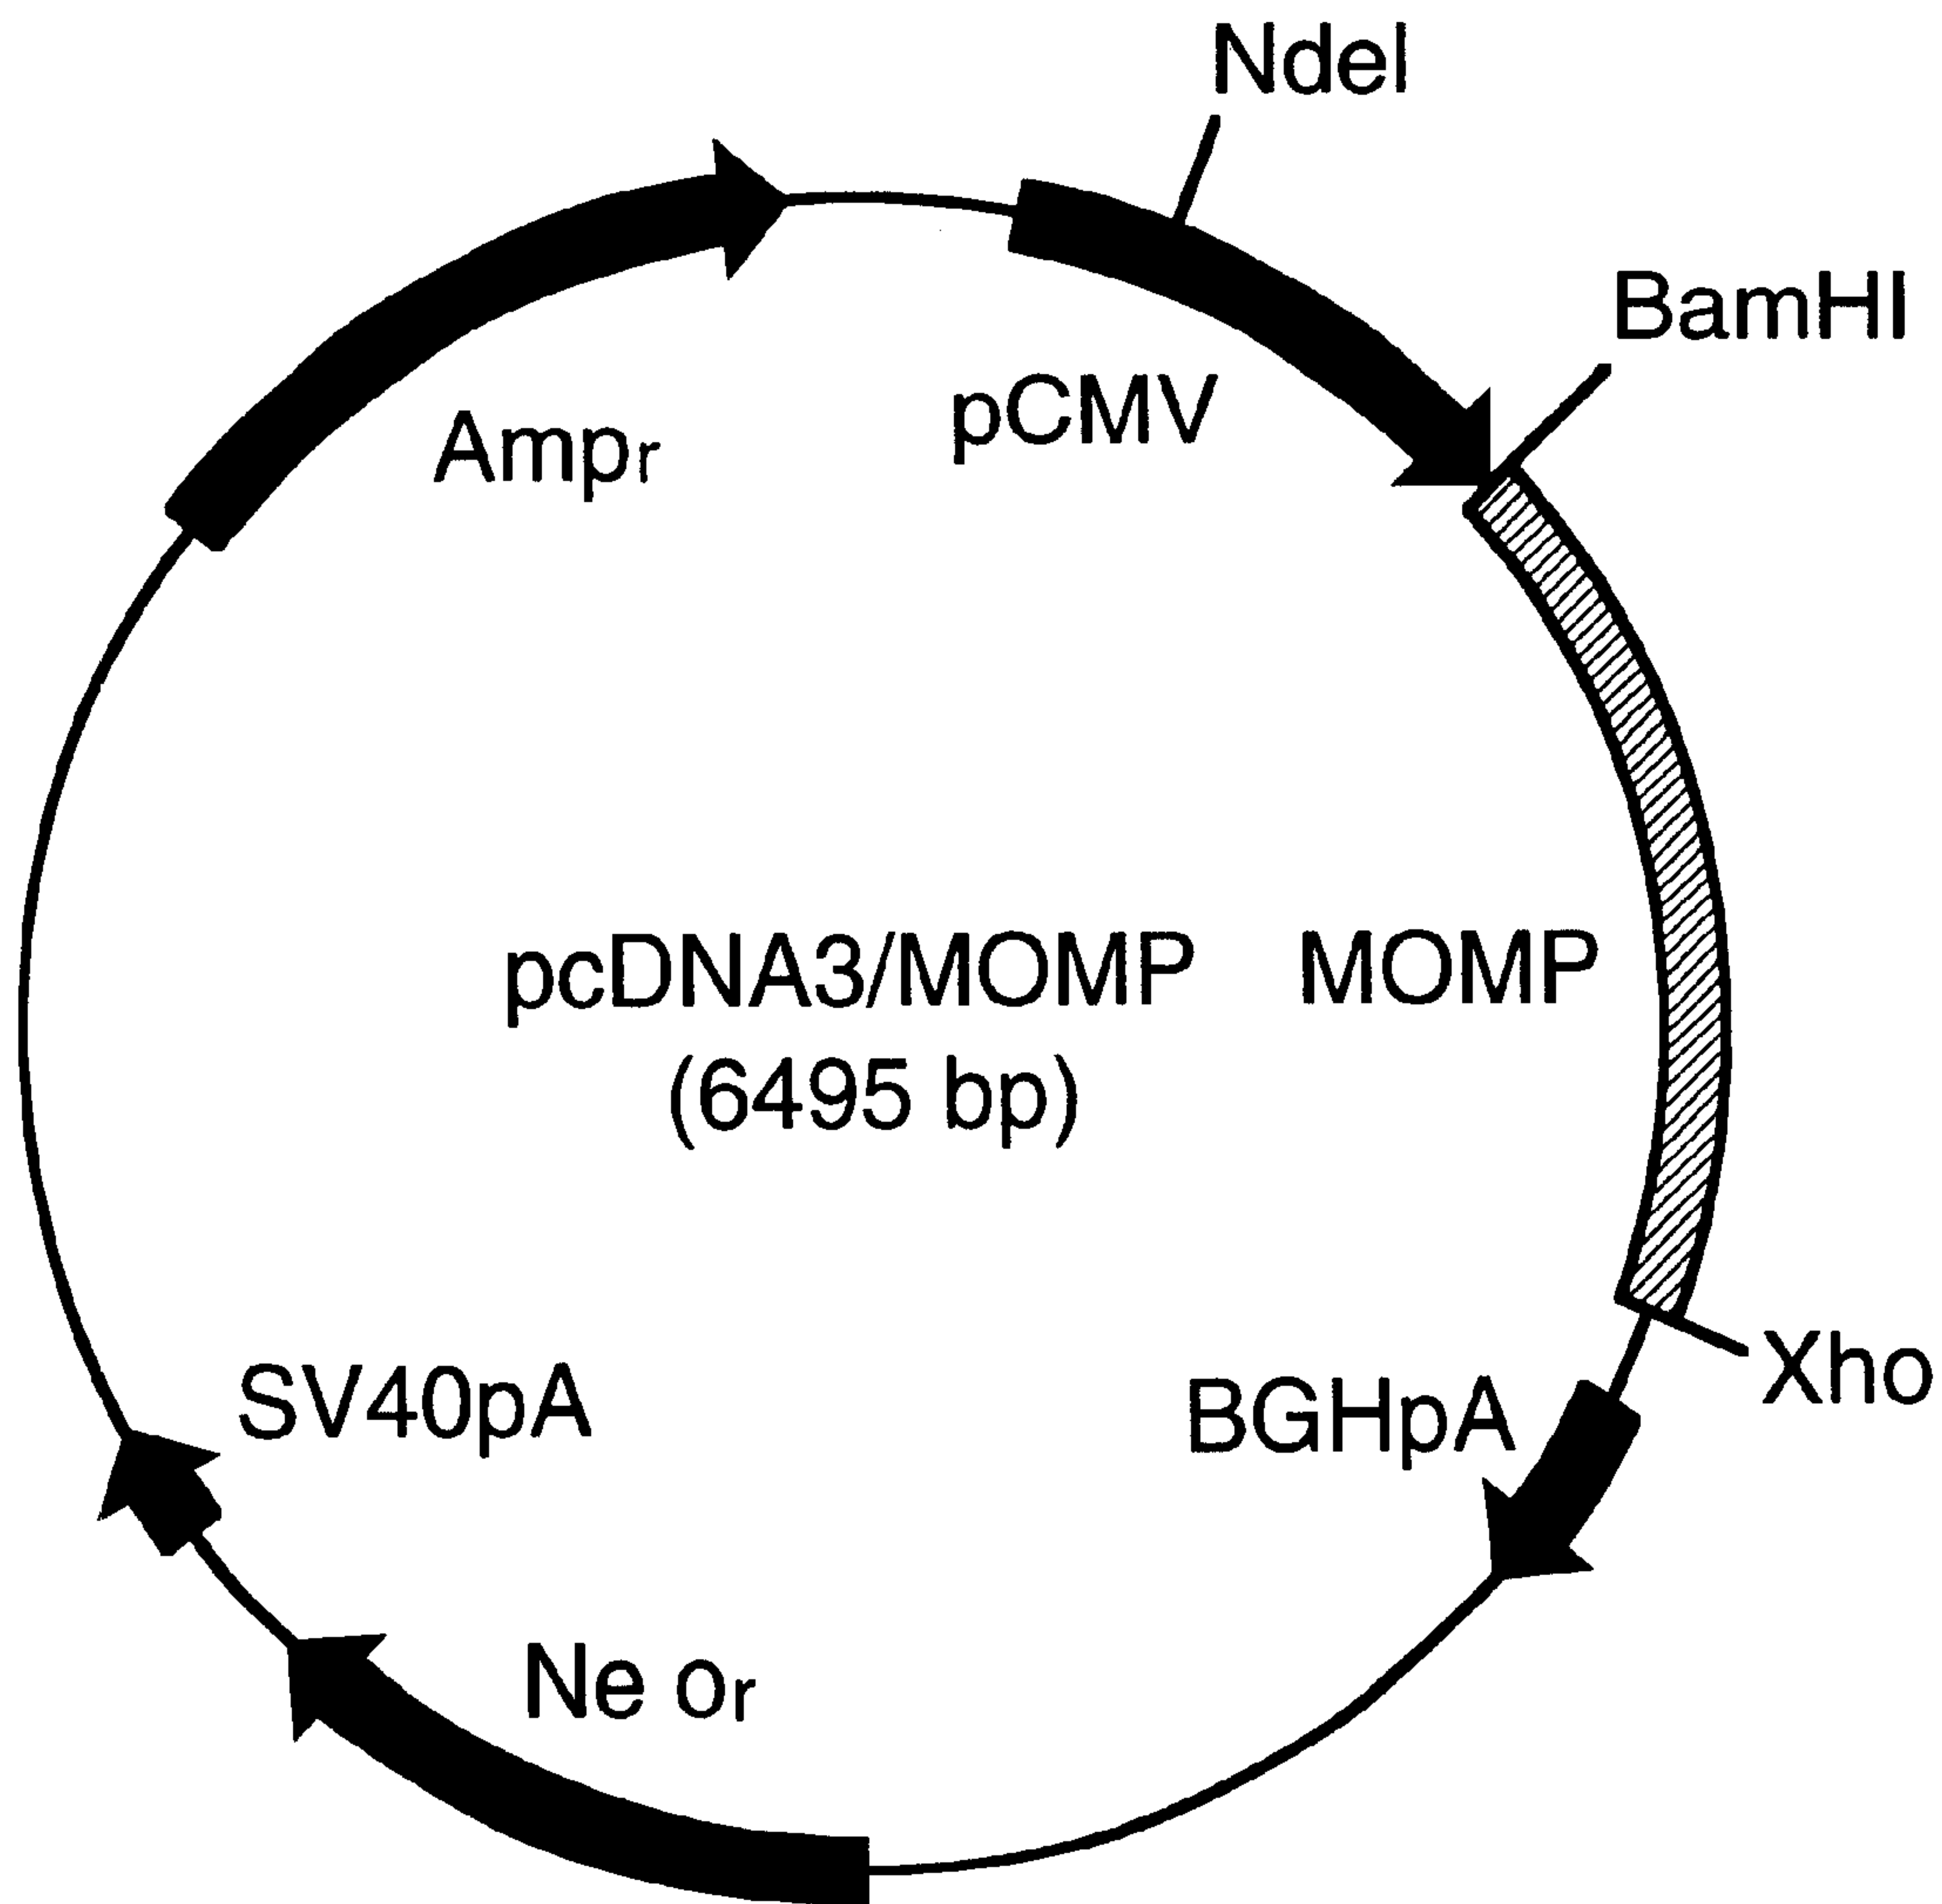 NdeI
BamHI
pCMV
Ampr
pcDNA3/MOMP
MOMP
(6495 bp)
Xho
SV40pA
BGHpA
Ne or